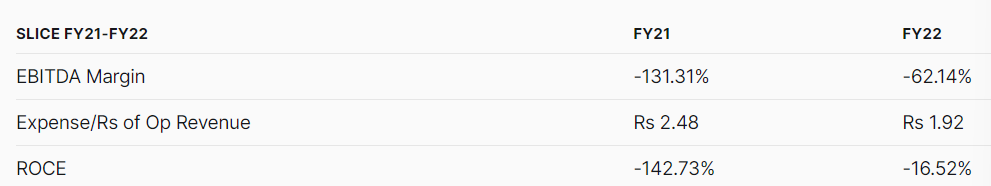 SLICE FY21-FY22 FY21 FY22
EBITDA Margin -131.31% -62.14%
Expense/Rs of Op Revenue Rs 2.48 Rs 1.92
ROCE -142.73% -16.52%